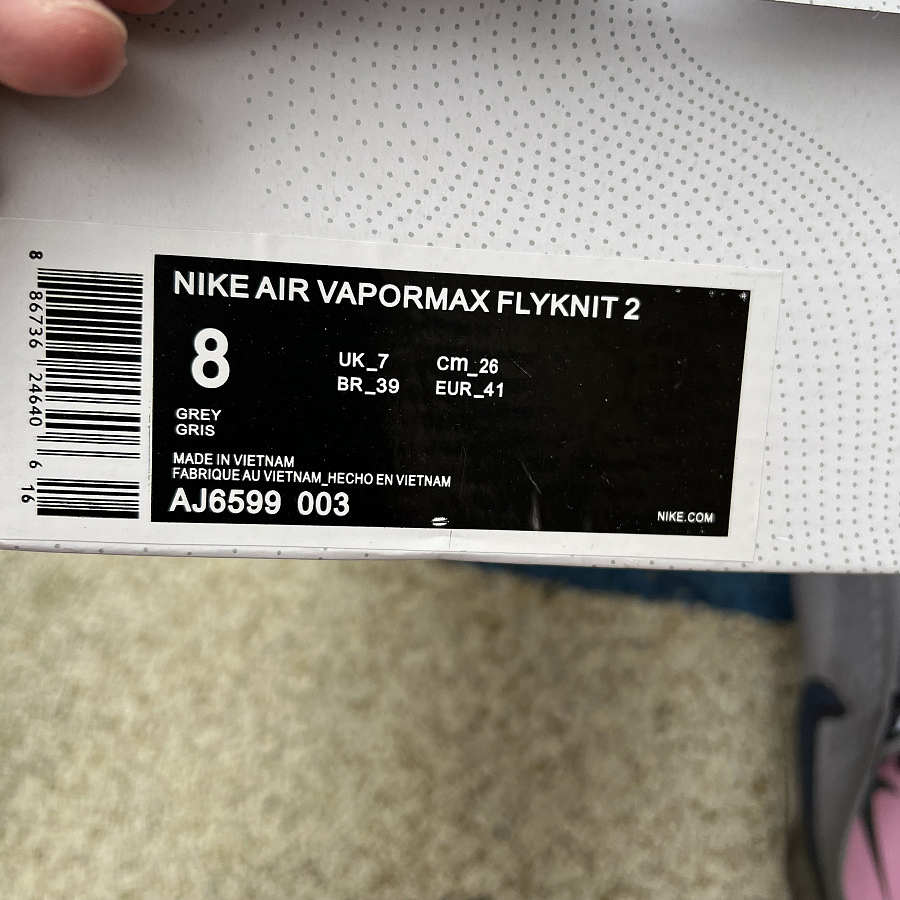 NIKE AIR VAPORMAX FLYKNIT 2
8
UK_7 cm_26
BR_39 EUR_41
GREY
GRIS
MADE IN VIETNAM
FABRIQUE AU VIETNAM_HECHO EN VIETNAM
AJ6599 003
NIKE.COM
8 86736 24640 6 16